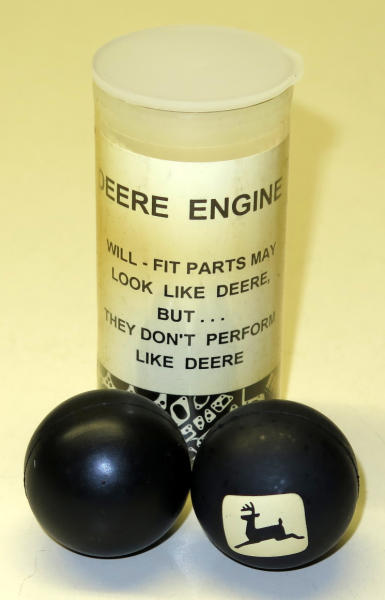 DEERE ENGINE
WILL - FIT PARTS MAY
LOOK LIKE DEERE,
BUT . . .
THEY DON'T PERFORM
LIKE DEERE